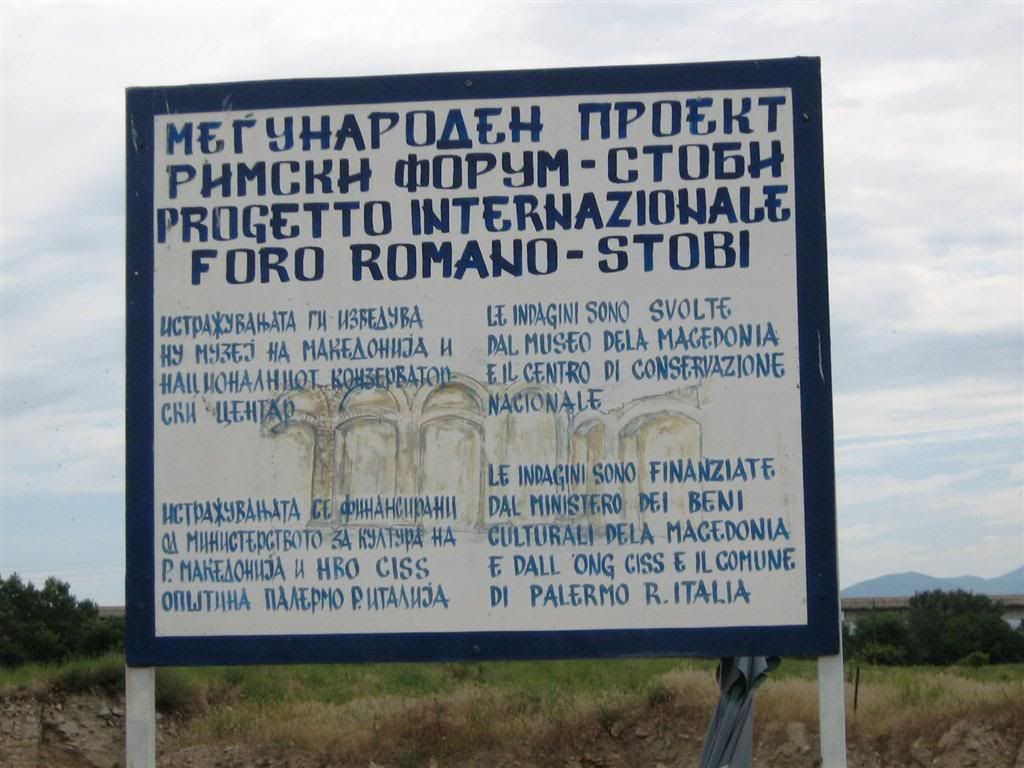 МЕЃУНАРОДЕН ПРОЕКТ
РИМСКИ ФОРУМ - СТОБИ
PROGETTO INTERNAZIONALE
FORO ROMANO - STOBI
ИСТРАЖУВАЊАТА ГИ ИЗВЕДУВА
НУ МУЗЕЈ НА МАКЕДОНИЈА И
НАЦИОНАЛНИОТ КОНЗЕРВАТОР-
СКИ ЦЕНТАР
LE INDAGINI SONO SVOLTE
DAL MUSEO DELA MACEDONIA
E IL CENTRO DI CONSERVAZIONE
NACIONALE
ИСТРАЖУВАЊАТА СЕ ФИНАНСИРАНИ
ОД МИНИСТЕРСТВОТО ЗА КУЛТУРА НА
Р. МАКЕДОНИЈА И НВО CISS
ОПШТИНА ПАЛЕРМО Р. ИТАЛИЈА
LE INDAGINI SONO FINANZIATE
DAL MINISTERO DEI BENI
CULTURALI DELA MACEDONIA
E DALL 'ONG CISS E IL COMUNE
DI PALERMO R. ITALIA